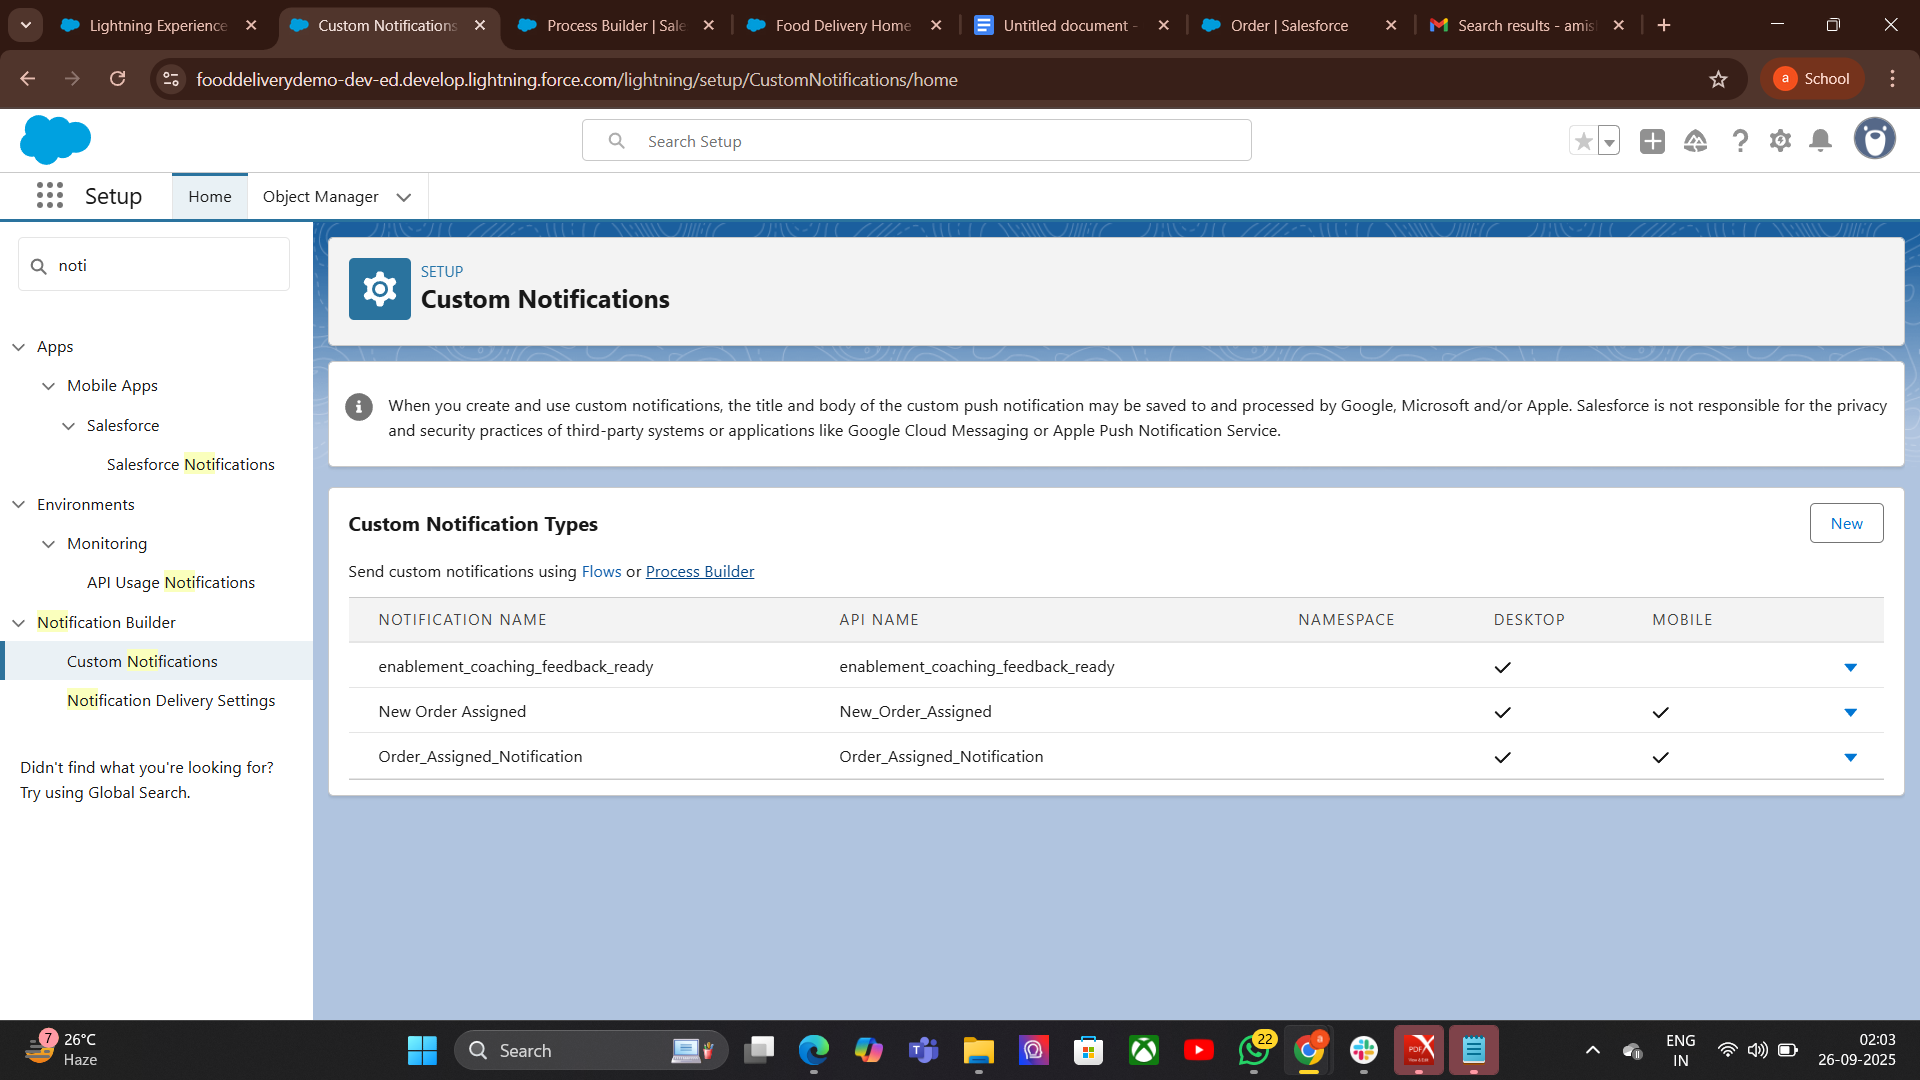 Lightning Experience
Custom Notifications
Process Builder | Sale
Food Delivery Home
Untitled document -
Order | Salesforce
Search results - amis
fooddeliverydemo-dev-ed.develop.lightning.force.com/lightning/setup/CustomNotifications/home
a
School
Search Setup
Setup
Home
Object Manager
noti
Apps
Mobile Apps
Salesforce
Salesforce Notifications
Environments
Monitoring
API Usage Notifications
Notification Builder
Custom Notifications
Notification Delivery Settings
Didn't find what you're looking for?
Try using Global Search.
SETUP
Custom Notifications
When you create and use custom notifications, the title and body of the custom push notification may be saved to and processed by Google, Microsoft and/or Apple. Salesforce is not responsible for the privacy
and security practices of third-party systems or applications like Google Cloud Messaging or Apple Push Notification Service.
Custom Notification Types
New
Send custom notifications using Flows or Process Builder
NOTIFICATION NAME API NAME NAMESPACE DESKTOP MOBILE
enablement_coaching_feedback_ready enablement_coaching_feedback_ready
New Order Assigned New_Order_Assigned
Order_Assigned_Notification Order_Assigned_Notification
7
26°C
Haze
Search
22
a
PDF
ENG
IN
02:03
26-09-2025